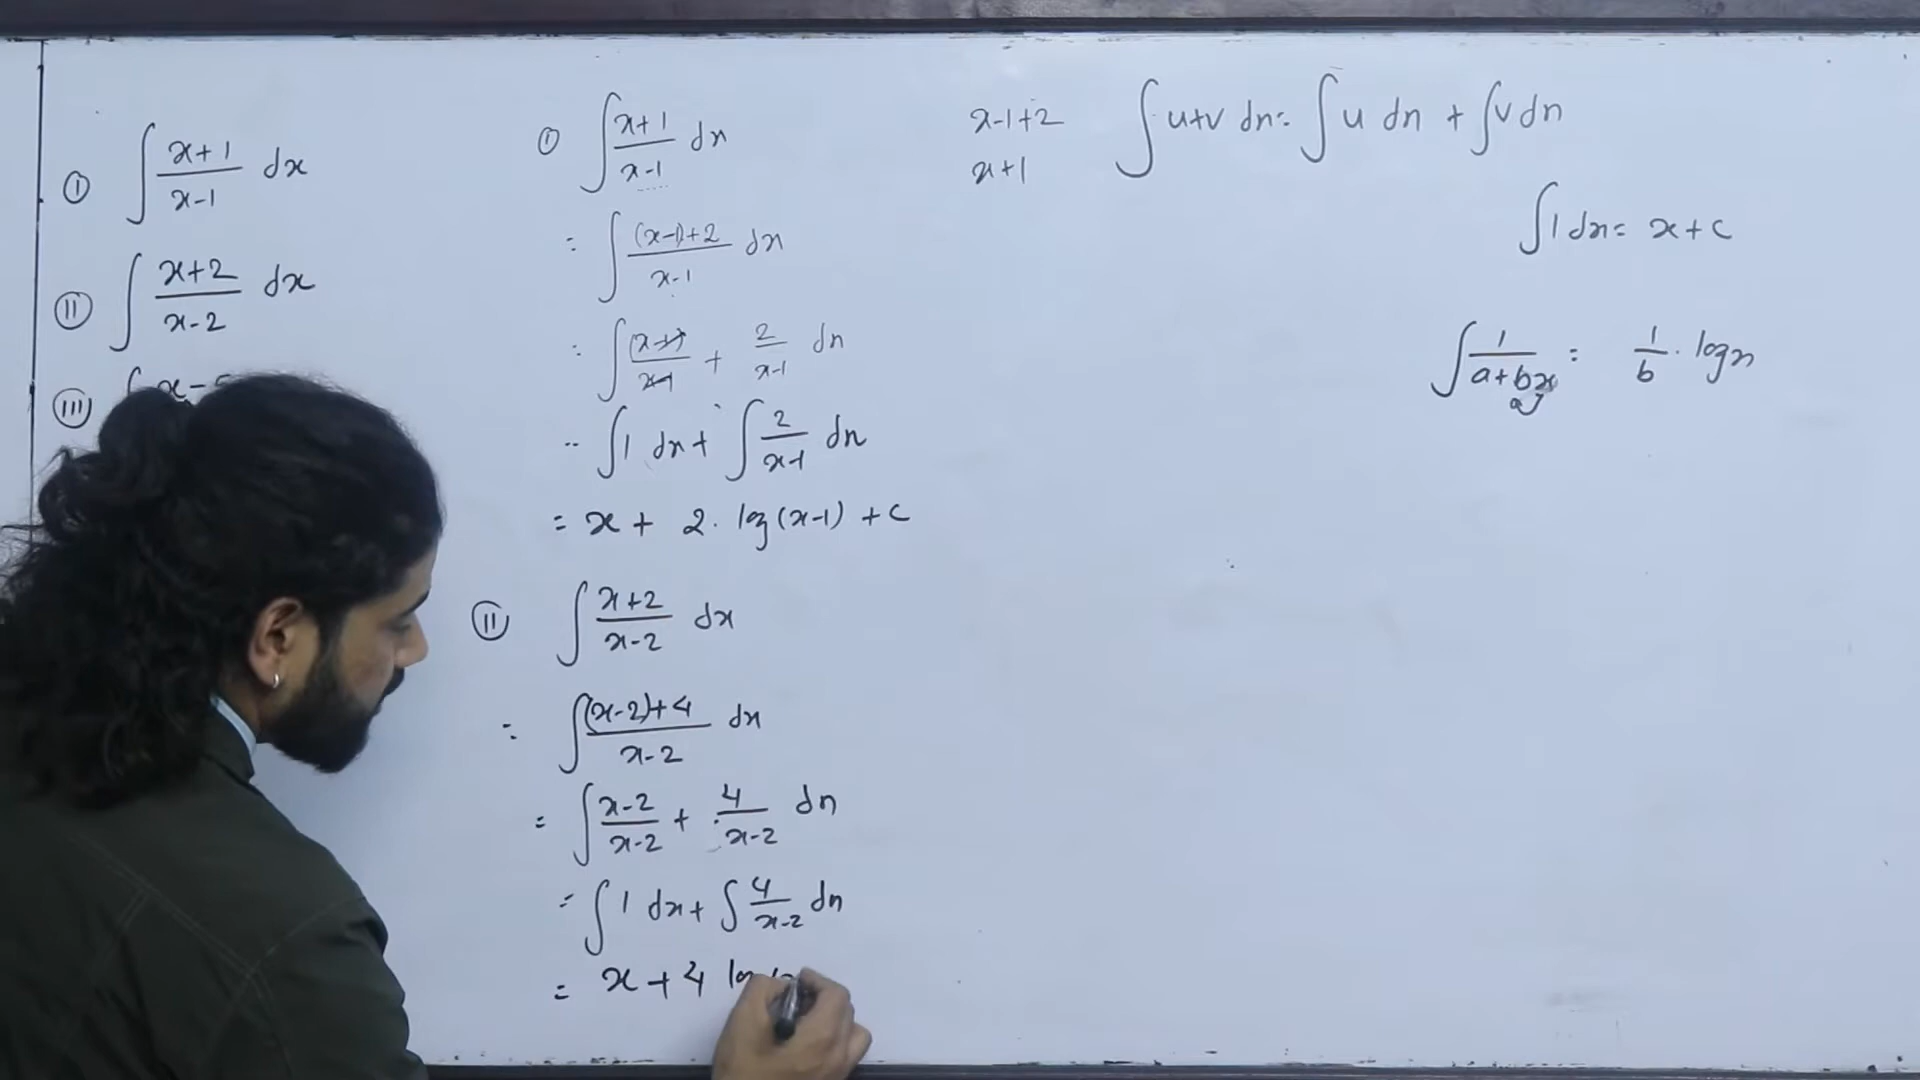 ① ∫ x+1/x-1 dx
② ∫ x+2/x-2 dx
③ ∫ x-
① ∫ x+1/x-1 dx
= ∫ (x-1)+2/x-1 dx
= ∫ (x-1)/x-1 + 2/x-1 dx
= ∫ 1 dx + ∫ 2/x-1 dx
= x + 2. log(x-1) + c
② ∫ x+2/x-2 dx
= ∫ (x-2)+4/x-2 dx
= ∫ x-2/x-2 + 4/x-2 dx
= ∫ 1 dx + ∫ 4/x-2 dx
= x + 4 log
x-1+2
x+1
∫ u+v dx = ∫ u dx + ∫ v dx
∫ 1 dx = x + c
∫ 1/a+bx = 1/b . log x